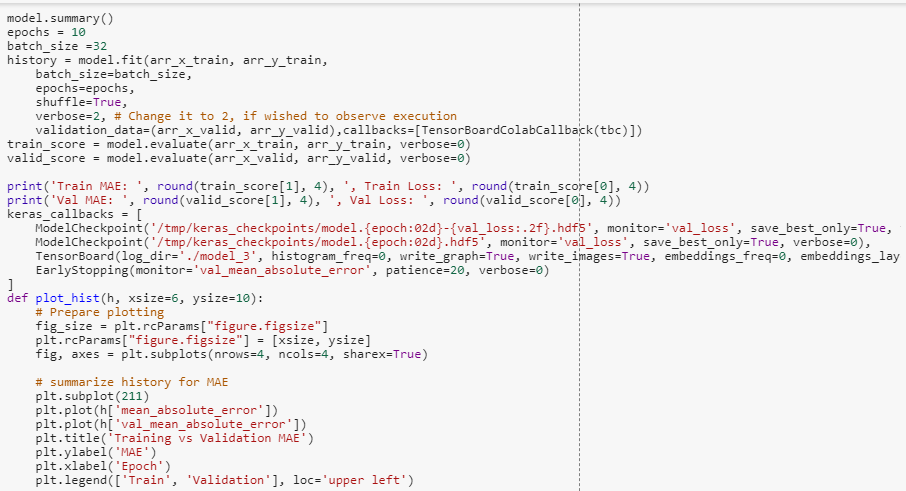 model.summary()
epochs = 10
batch_size =32
history = model.fit(arr_x_train, arr_y_train,
    batch_size=batch_size,
    epochs=epochs,
    shuffle=True,
    verbose=2, # Change it to 2, if wished to observe execution
    validation_data=(arr_x_valid, arr_y_valid),callbacks=[TensorBoardColabCallback(tbc)])
train_score = model.evaluate(arr_x_train, arr_y_train, verbose=0)
valid_score = model.evaluate(arr_x_valid, arr_y_valid, verbose=0)

print('Train MAE: ', round(train_score[1], 4), ', Train Loss: ', round(train_score[0], 4))
print('Val MAE: ', round(valid_score[1], 4), ', Val Loss: ', round(valid_score[0], 4))
keras_callbacks = [
    ModelCheckpoint('/tmp/keras_checkpoints/model.{epoch:02d}-{val_loss:.2f}.hdf5', monitor='val_loss', save_best_only=True,
    ModelCheckpoint('/tmp/keras_checkpoints/model.{epoch:02d}.hdf5', monitor='val_loss', save_best_only=True, verbose=0),
    TensorBoard(log_dir='./model_3', histogram_freq=0, write_graph=True, write_images=True, embeddings_freq=0, embeddings_lay
    EarlyStopping(monitor='val_mean_absolute_error', patience=20, verbose=0)
]
def plot_hist(h, xsize=6, ysize=10):
    # Prepare plotting
    fig_size = plt.rcParams["figure.figsize"]
    plt.rcParams["figure.figsize"] = [xsize, ysize]
    fig, axes = plt.subplots(nrows=4, ncols=4, sharex=True)

    # summarize history for MAE
    plt.subplot(211)
    plt.plot(h['mean_absolute_error'])
    plt.plot(h['val_mean_absolute_error'])
    plt.title('Training vs Validation MAE')
    plt.ylabel('MAE')
    plt.xlabel('Epoch')
    plt.legend(['Train', 'Validation'], loc='upper left')